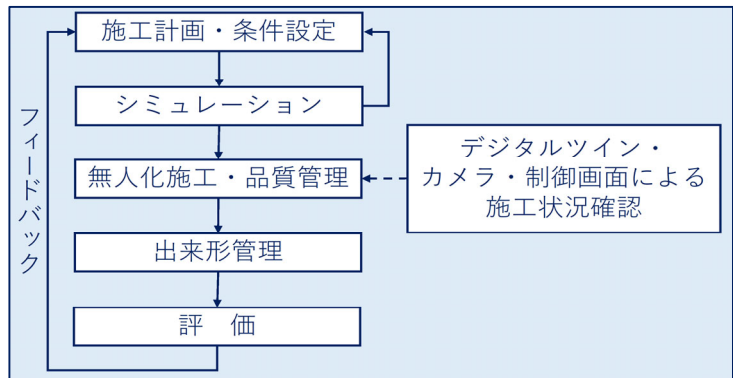 施工計画・条件設定
シミュレーション
無人化施工・品質管理
出来形管理
評　価
デジタルツイン・
カメラ・制御画面による
施工状況確認
フィードバック